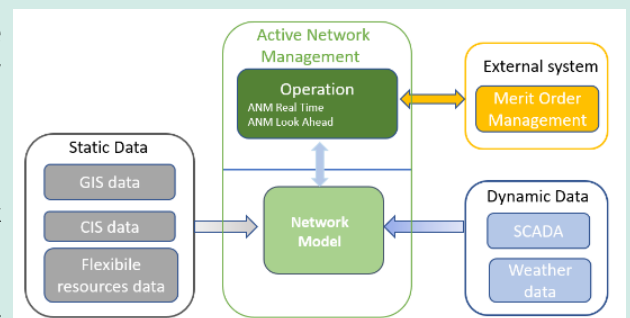 Active Network
Management
Operation
ANM Real Time
ANM Look Ahead
External system
Merit Order
Management
Static Data
GIS data
CIS data
Flexibile
resources data
Network
Model
Dynamic Data
SCADA
Weather
data